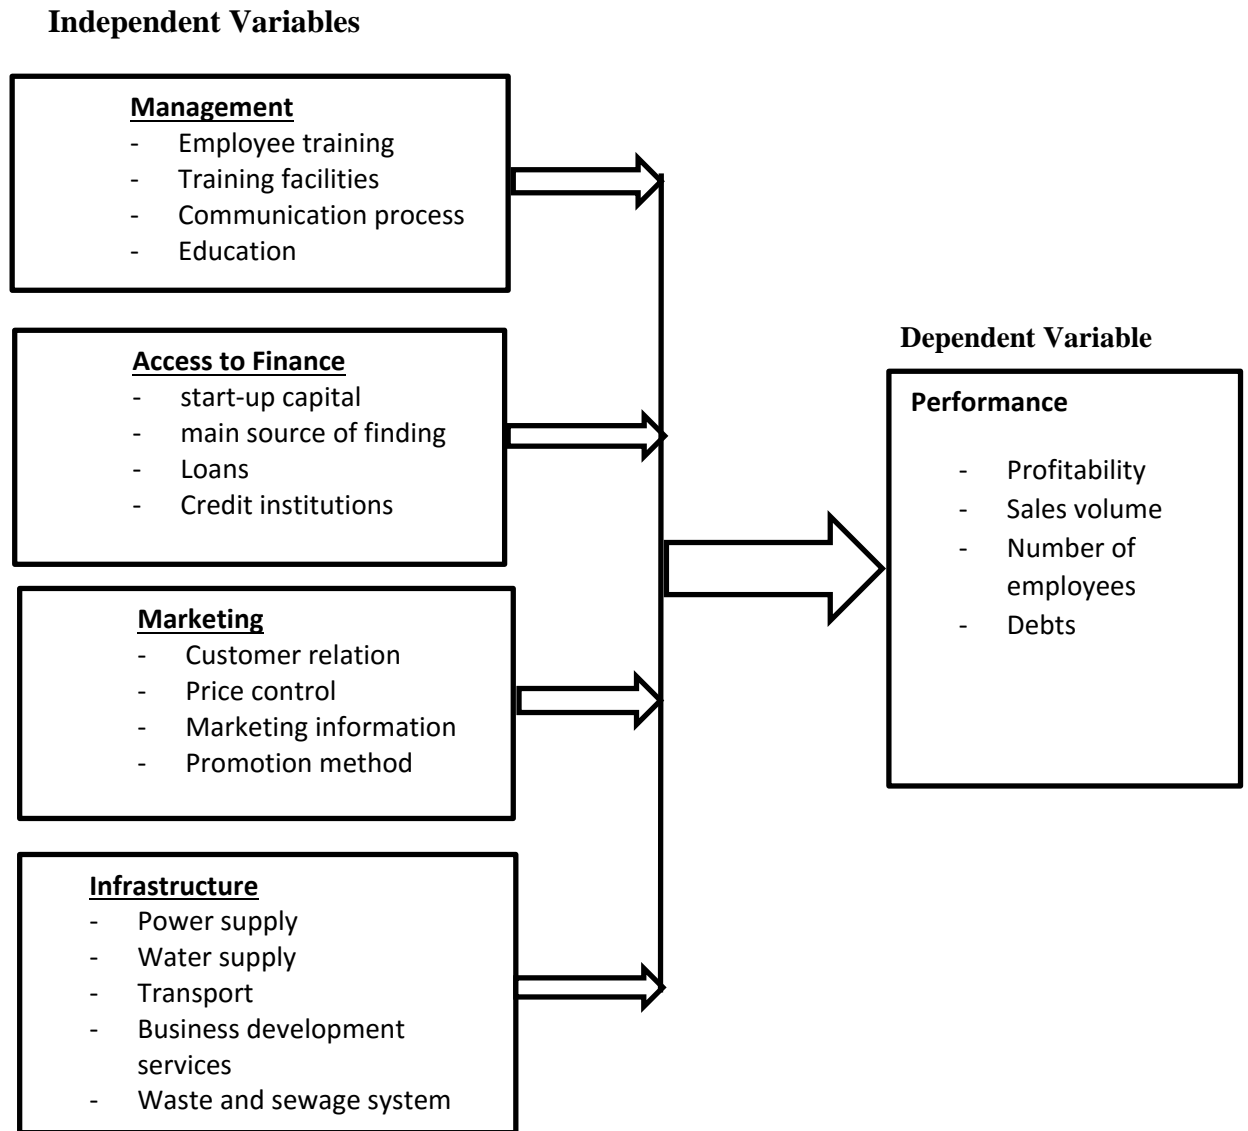 Independent Variables
Management
- Employee training
- Training facilities
- Communication process
- Education
Access to Finance
- start-up capital
- main source of finding
- Loans
- Credit institutions
Marketing
- Customer relation
- Price control
- Marketing information
- Promotion method
Infrastructure
- Power supply
- Water supply
- Transport
- Business development
services
- Waste and sewage system
Dependent Variable
Performance
- Profitability
- Sales volume
- Number of
employees
- Debts